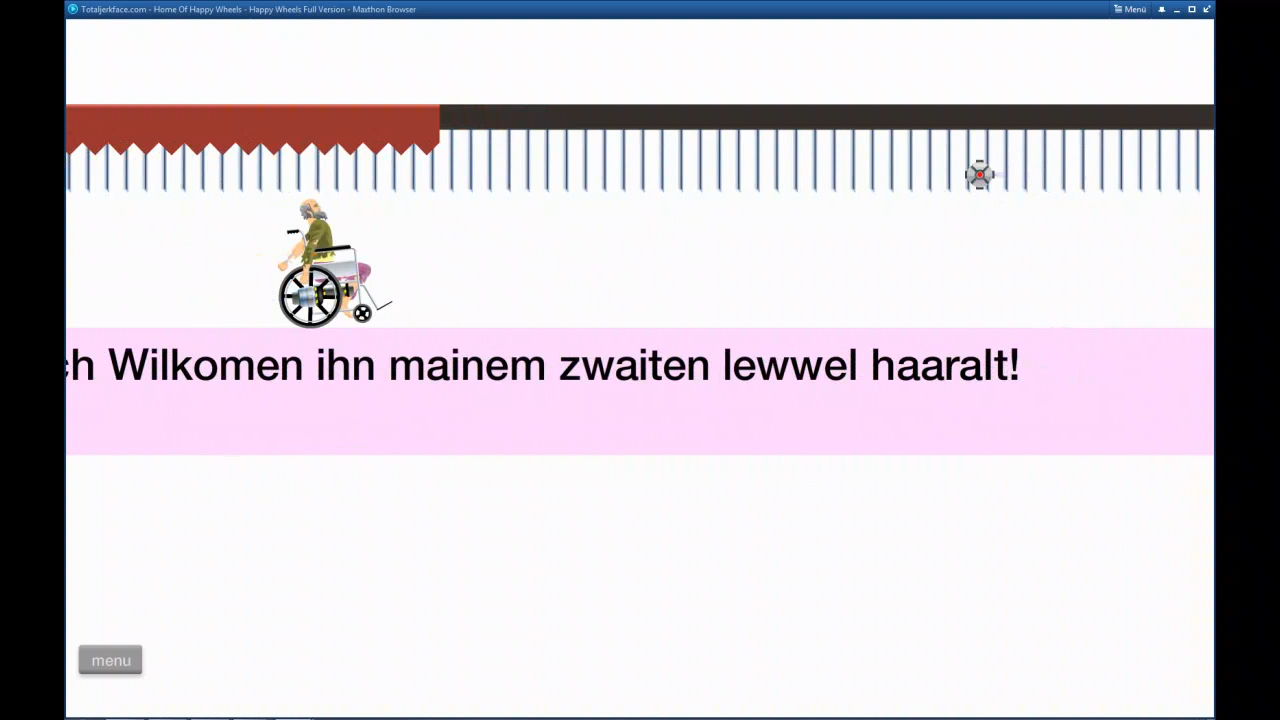 Totaljerkface.com - Home Of Happy Wheels - Happy Wheels Full Version - Maxthon Browser
Menü
ch Wilkomen ihn mainem zwaiten lewwel haaralt!
menu